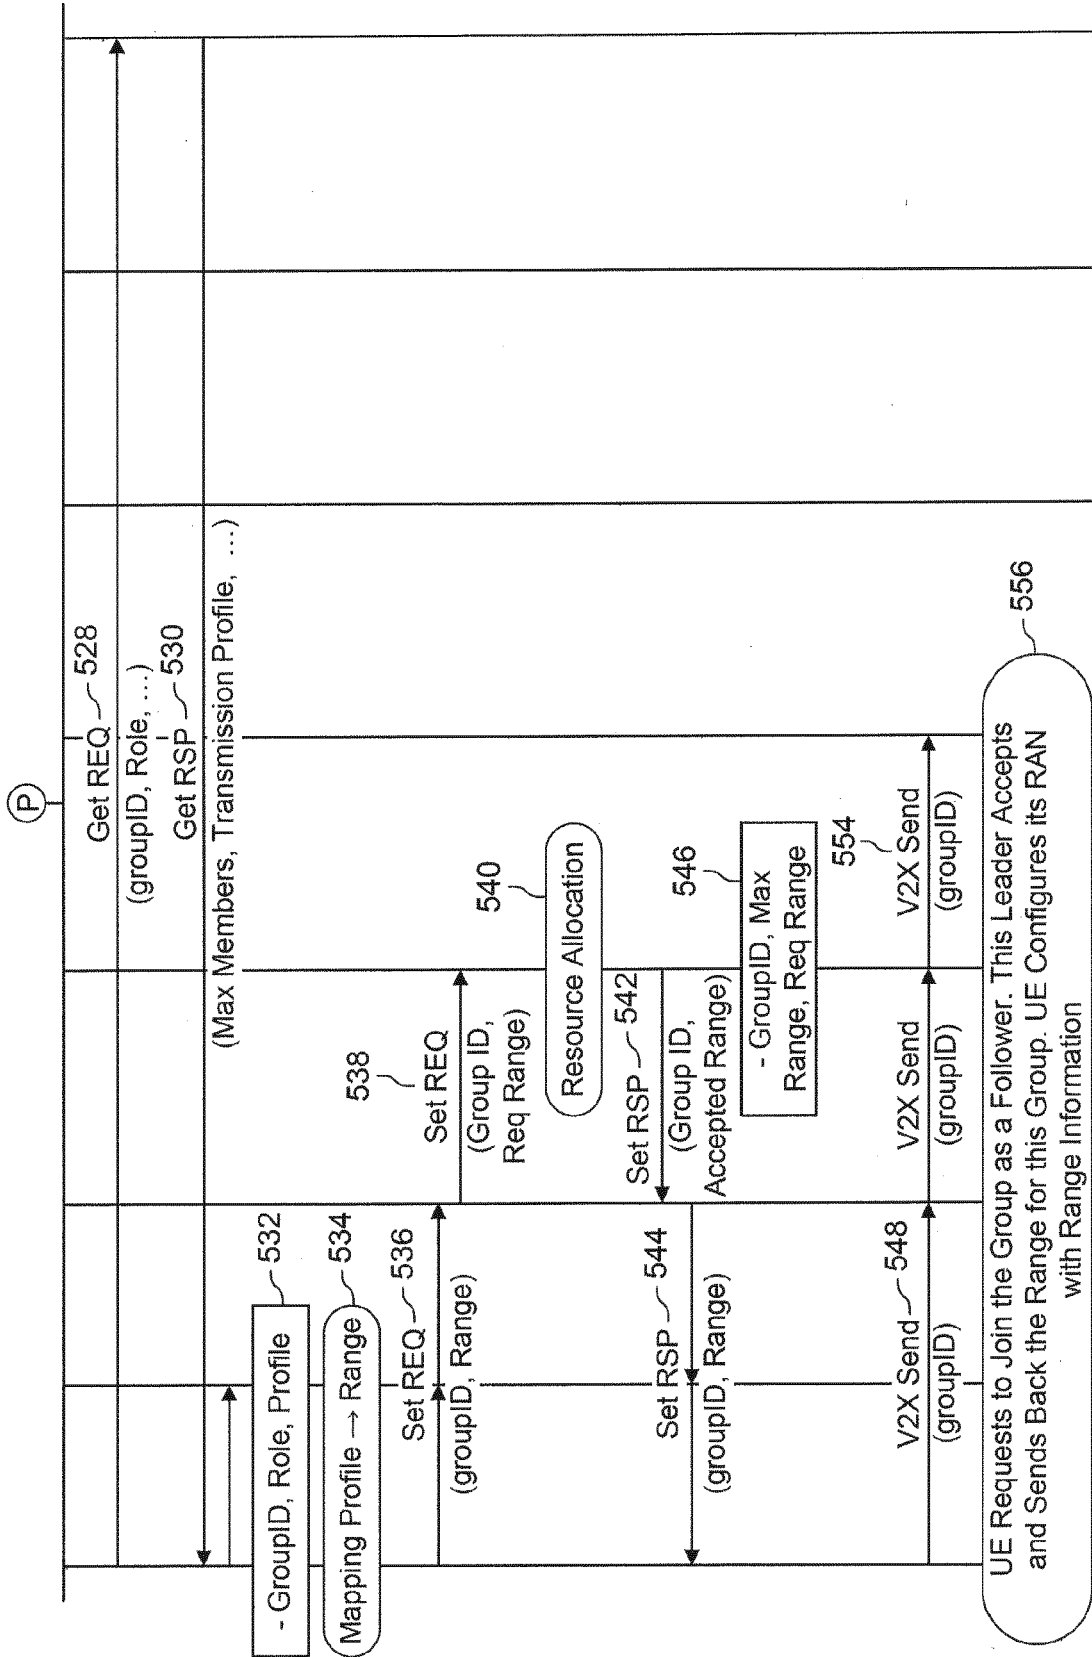 P
Get REQ 528
(groupID, Role, ...)
Get RSP 530
(Max Members, Transmission Profile, ...)
532
- GroupID, Role, Profile
534
Mapping Profile → Range
Set REQ 536
(groupID, Range)
538
Set REQ
(Group ID,
Req Range)
540
Resource Allocation
Set RSP 542
(Group ID,
Accepted Range)
Set RSP 544
(groupID, Range)
546
- GroupID, Max
Range, Req Range
V2X Send 548
(groupID)
V2X Send
(groupID)
554
V2X Send
(groupID)
556
UE Requests to Join the Group as a Follower. This Leader Accepts
and Sends Back the Range for this Group. UE Configures its RAN
with Range Information